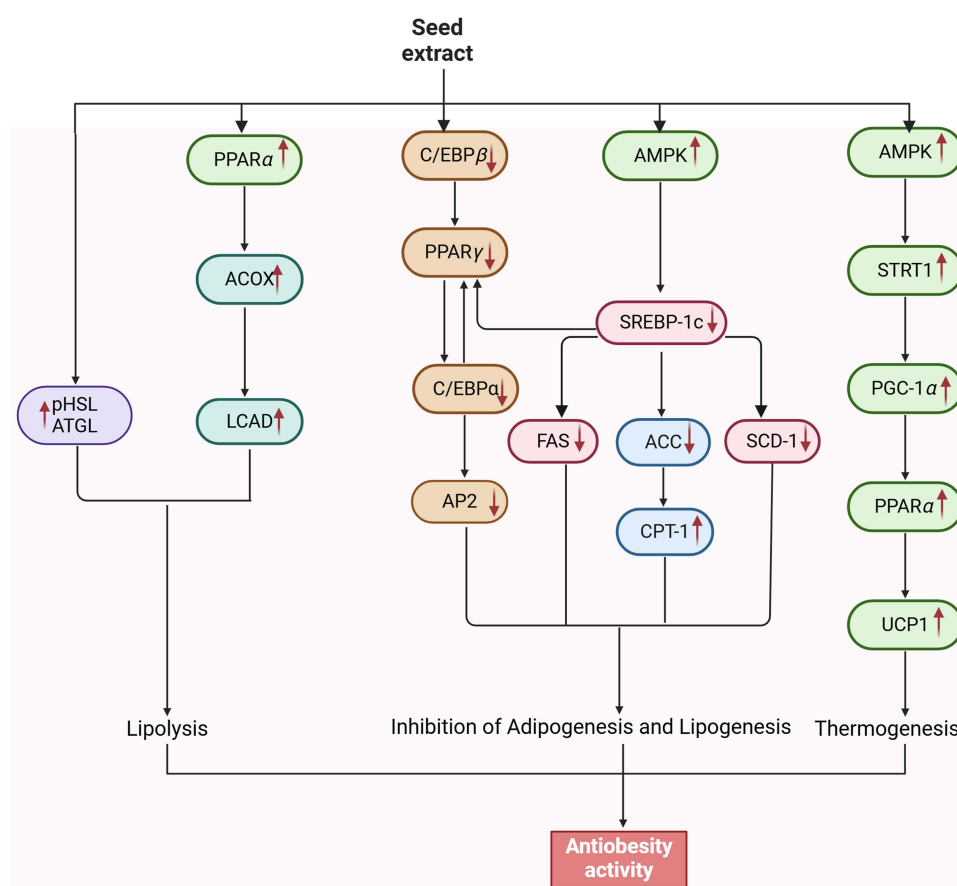 Seed
extract
PPARα
C/EBPβ
AMPK
AMPK
PPARγ
STRT1
ACOX
SREBP-1c
C/EBPα
PGC-1α
pHSL
ATGL
LCAD
FAS
ACC
SCD-1
AP2
PPARα
CPT-1
UCP1
Lipolysis
Inhibition of Adipogenesis and Lipogenesis
Thermogenesis
Antiobesity
activity